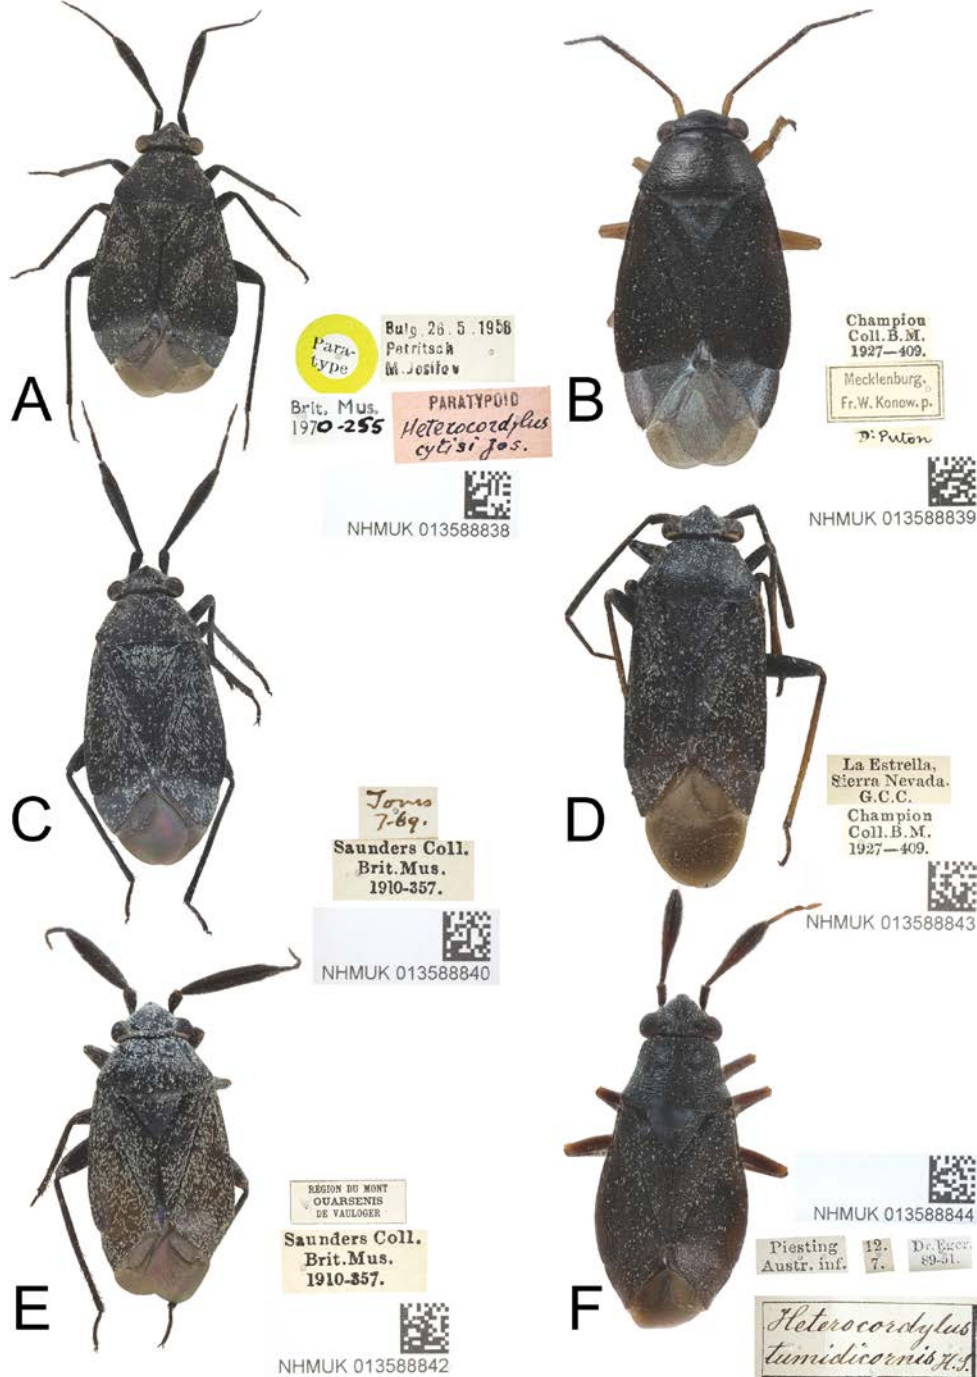 A
Para-
type
Bulg. 26.5.1958
Petritsch
M. Josifov
Brit. Mus.
1970-255
PARATYPOID
Heterocordylus
cytisi Jos.
NHMUK 013588838
B
Champion
Coll. B.M.
1927—409.
Mecklenburg.
Fr. W. Konow. p.
Dr Puton
NHMUK 013588839
C
7-69.
Saunders Coll.
Brit. Mus.
1910-357.
NHMUK 013588840
D
La Estrella,
Sierra Nevada.
G.C.C.
Champion
Coll. B.M.
1927—409.
NHMUK 013588843
E
RÉGION DU MONT
OUARSENIS
DE VAULOGER
Saunders Coll.
Brit. Mus.
1910-357.
NHMUK 013588842
F
NHMUK 013588844
Piesting
Austr. inf.
12.
7.
Dr. Eger.
89-91.
Heterocordylus
tumidicornis H.S.